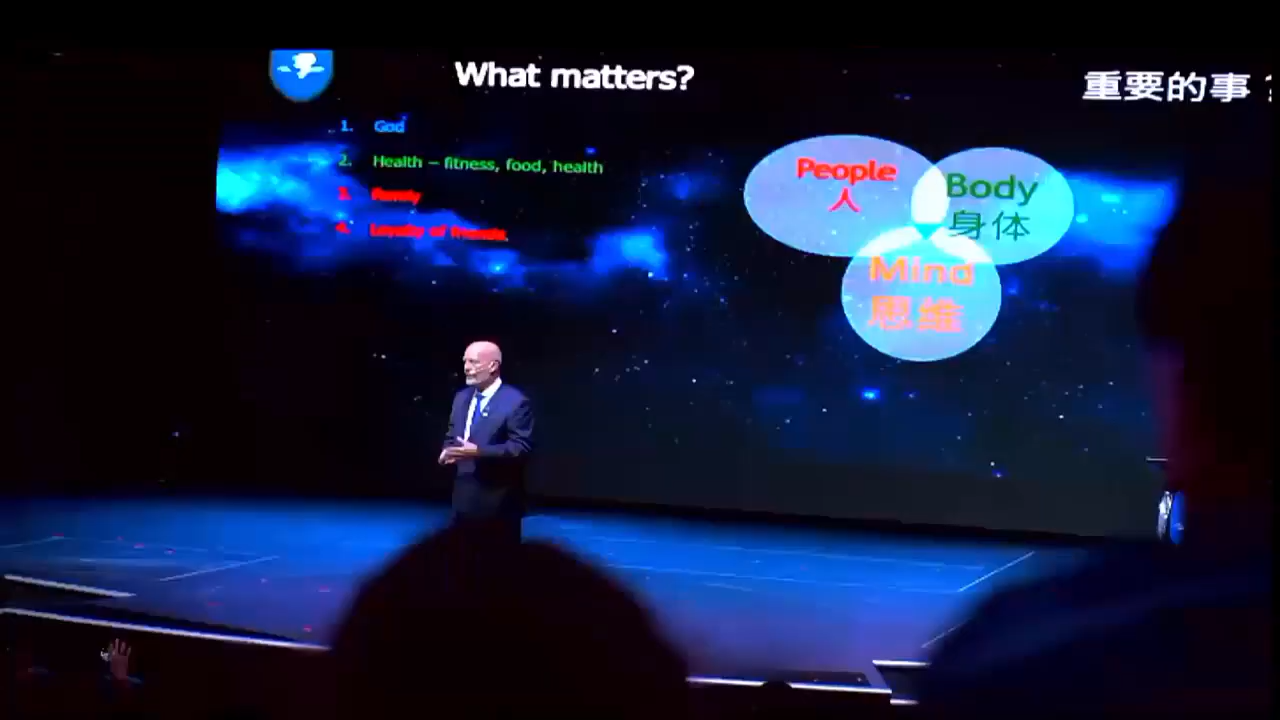 What matters?
重要的事？
1. God
2. Health – fitness, food, health
3. Family
4. Loyalty of friends
People
人
Body
身体
Mind
思维